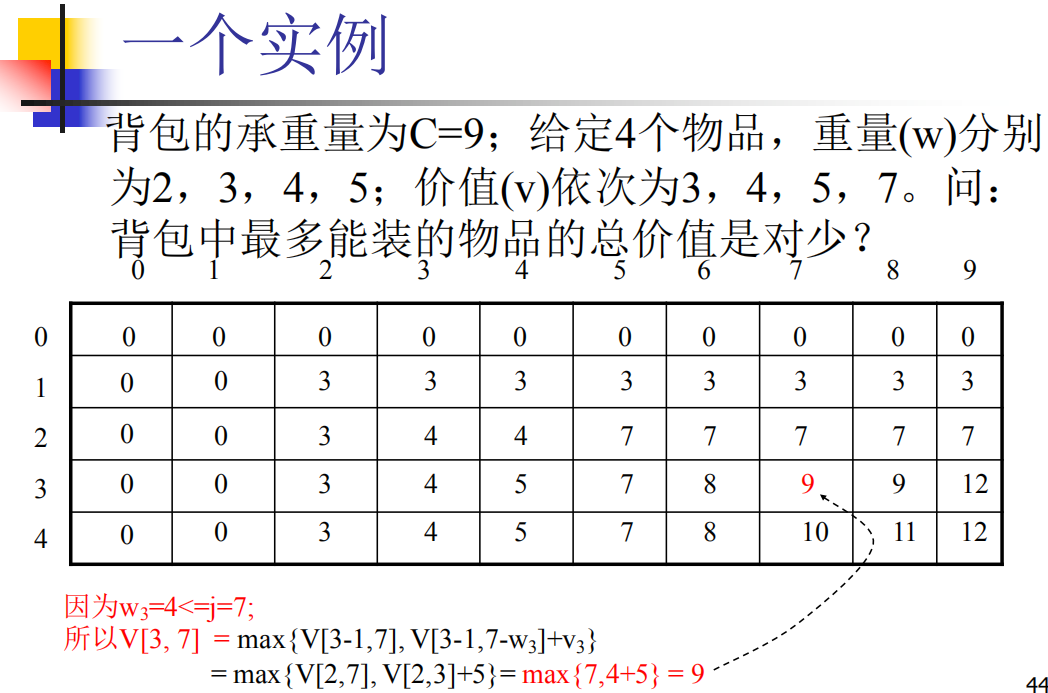 一个实例
背包的承重量为C=9；给定4个物品，重量(w)分别
为2，3，4，5；价值(v)依次为3，4，5，7。问：
背包中最多能装的物品的总价值是对少？
0 1 2 3 4 5 6 7 8 9
0 0 0 0 0 0 0 0 0 0 0
1 0 0 3 3 3 3 3 3 3 3
2 0 0 3 4 4 7 7 7 7 7
3 0 0 3 4 5 7 8 9 9 12
4 0 0 3 4 5 7 8 10 11 12
因为w₃=4<=j=7;
所以V[3, 7] = max{V[3-1,7], V[3-1,7-w₃]+v₃}
= max{V[2,7], V[2,3]+5}= max{7,4+5} = 9
44